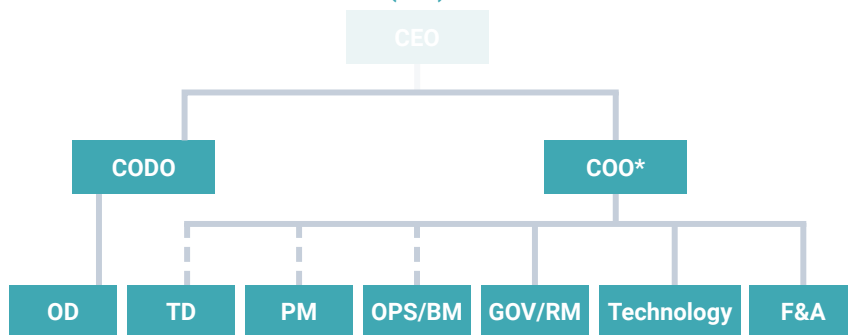 CEO
CODO
COO*
OD
TD
PM
OPS/BM
GOV/RM
Technology
F&A